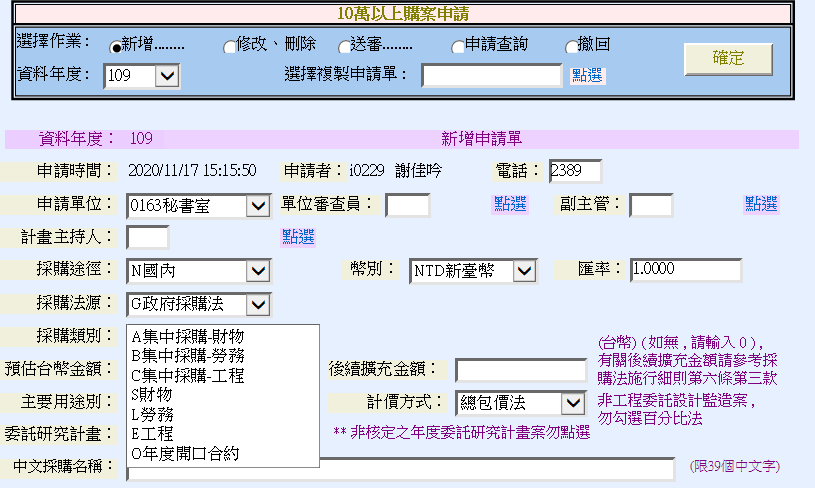 10萬以上購案申請
選擇作業: 新增........ 修改、刪除 送審........ 申請查詢 撤回
確定
資料年度: 109 選擇複製申請單: 點選
資料年度: 109 新增申請單
申請時間: 2020/11/17 15:15:50 申請者: i0229 謝佳吟 電話: 2389
申請單位: 0163秘書室 單位審查員: 點選 副主管: 點選
計畫主持人: 點選
採購途徑: N國內 幣別: NTD新臺幣 匯率: 1.0000
採購法源: G政府採購法
採購類別:
A集中採購-財物
B集中採購-勞務
C集中採購-工程
S財物
L勞務
E工程
O年度開口合約
預估台幣金額: 後續擴充金額:
(台幣) (如無 , 請輸入 0 ) ,
有關後續擴充金額請參考採
購法施行細則第六條第三款
主要用途別: 計價方式: 總包價法
非工程委託設計監造案 ,
勿勾選百分比法
委託研究計畫: ** 非核定之年度委託研究計畫案勿點選
中文採購名稱: (限39個中文字)